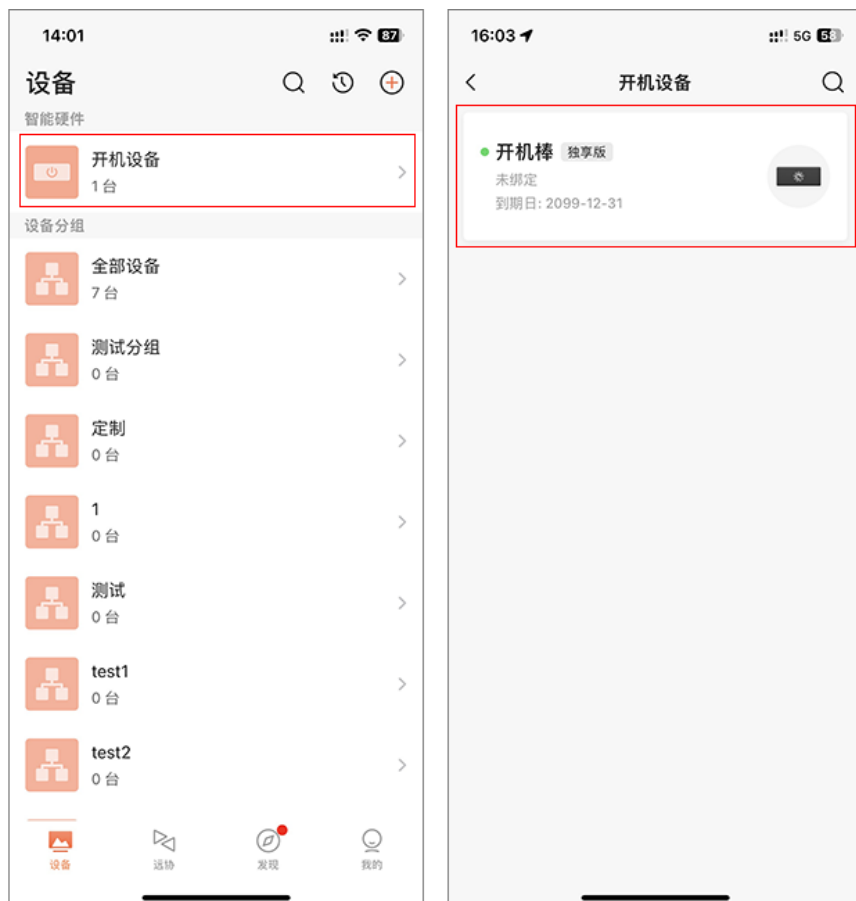 14:01
87
设备
智能硬件
开机设备
1 台
设备分组
全部设备
7 台
测试分组
0 台
定制
0 台
1
0 台
测试
0 台
test1
0 台
test2
0 台
设备
远协
发现
我的
16:03
5G
58
开机设备
开机棒 独享版
未绑定
到期日: 2099-12-31